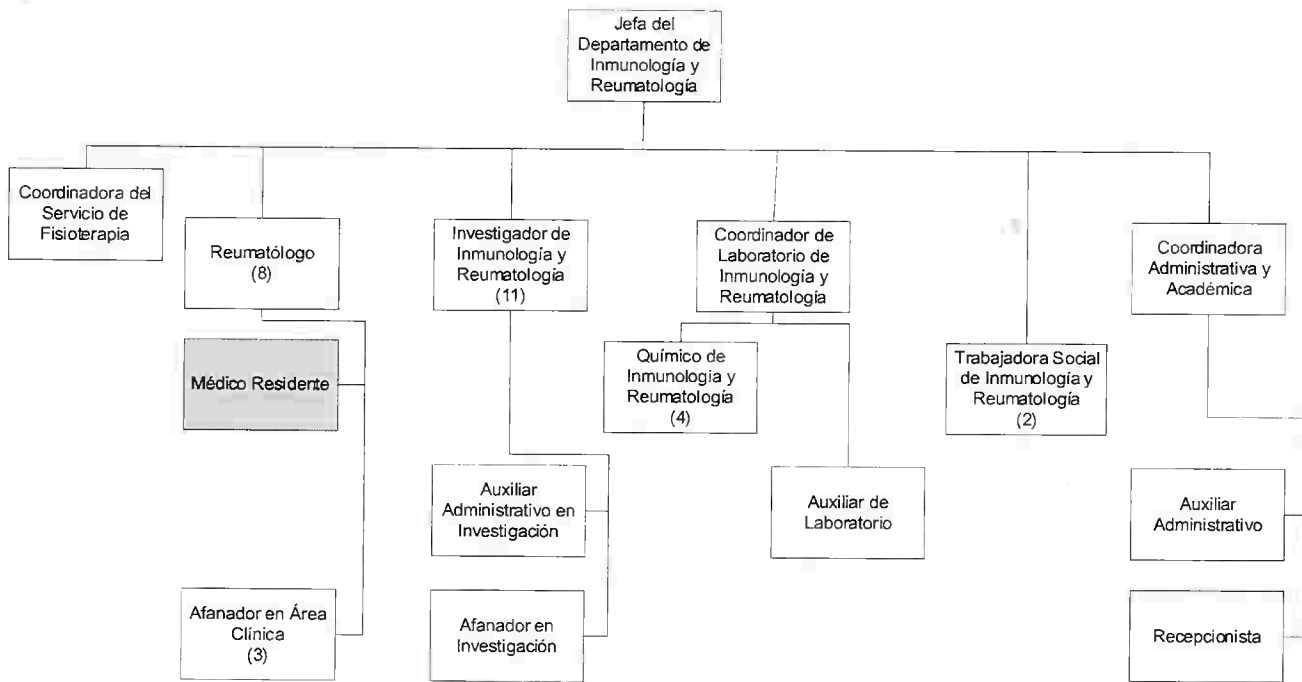 Jefa del
Departamento de
Inmunología y
Reumatología
Coordinadora del
Servicio de
Fisioterapia
Reumatólogo
(8)
Investigador de
Inmunología y
Reumatología
(11)
Coordinador de
Laboratorio de
Inmunología y
Reumatología
Coordinadora
Administrativa y
Académica
Médico Residente
Químico de
Inmunología y
Reumatología
(4)
Trabajadora Social
de Inmunología y
Reumatología
(2)
Auxiliar
Administrativo en
Investigación
Auxiliar de
Laboratorio
Auxiliar
Administrativo
Afanador en Área
Clínica
(3)
Afanador en
Investigación
Recepcionista